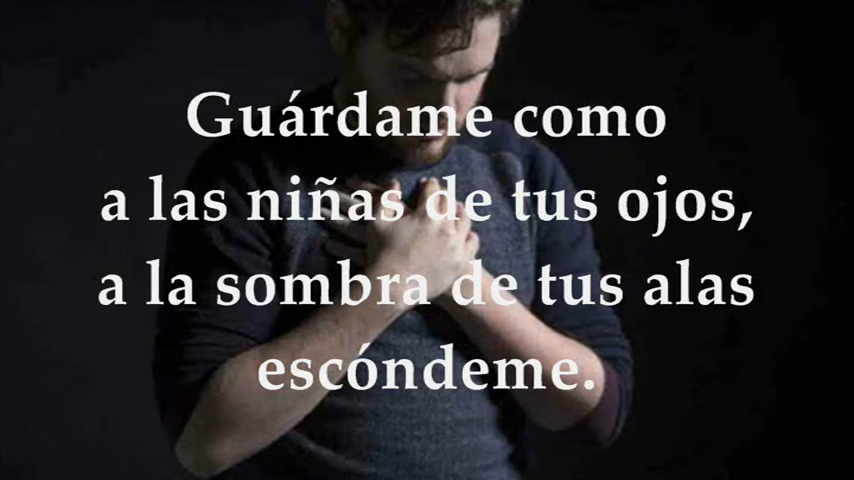 Guárdame como
a las niñas de tus ojos,
a la sombra de tus alas
escóndeme.